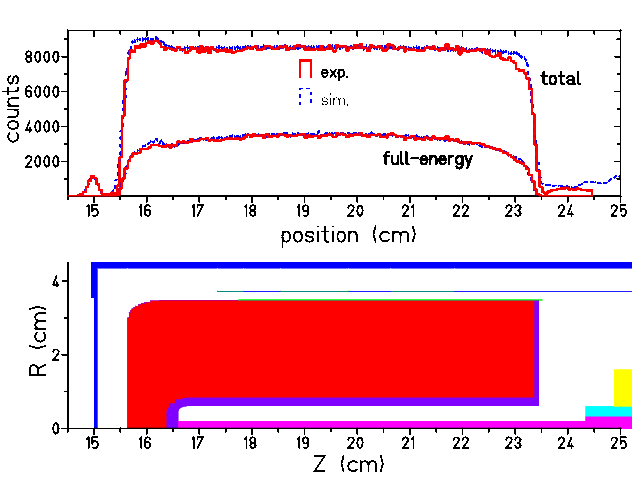 8000
6000
4000
2000
counts
exp.
sim.
total
full-energy
15 16 17 18 19 20 21 22 23 24 25
position (cm)
4
2
0
R (cm)
15 16 17 18 19 20 21 22 23 24 25
Z (cm)